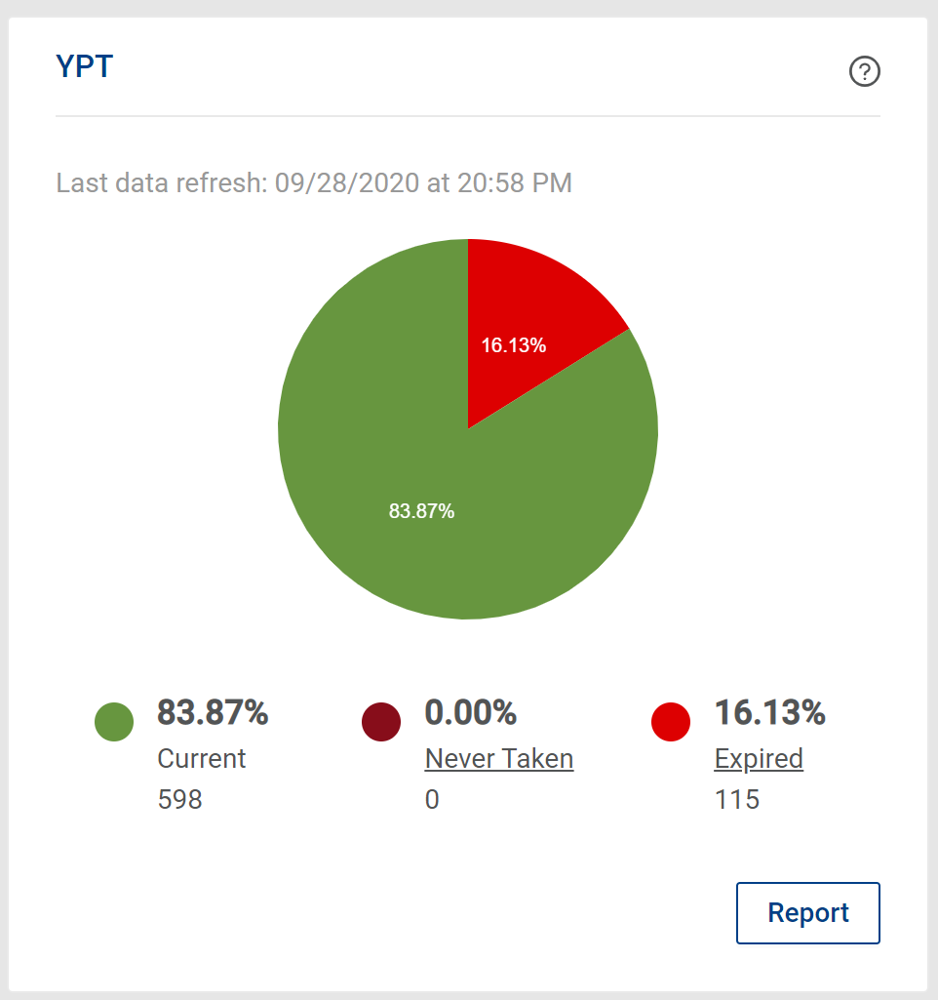 YPT
?
Last data refresh: 09/28/2020 at 20:58 PM
16.13%
83.87%
83.87%
Current
598
0.00%
Never Taken
0
16.13%
Expired
115
Report